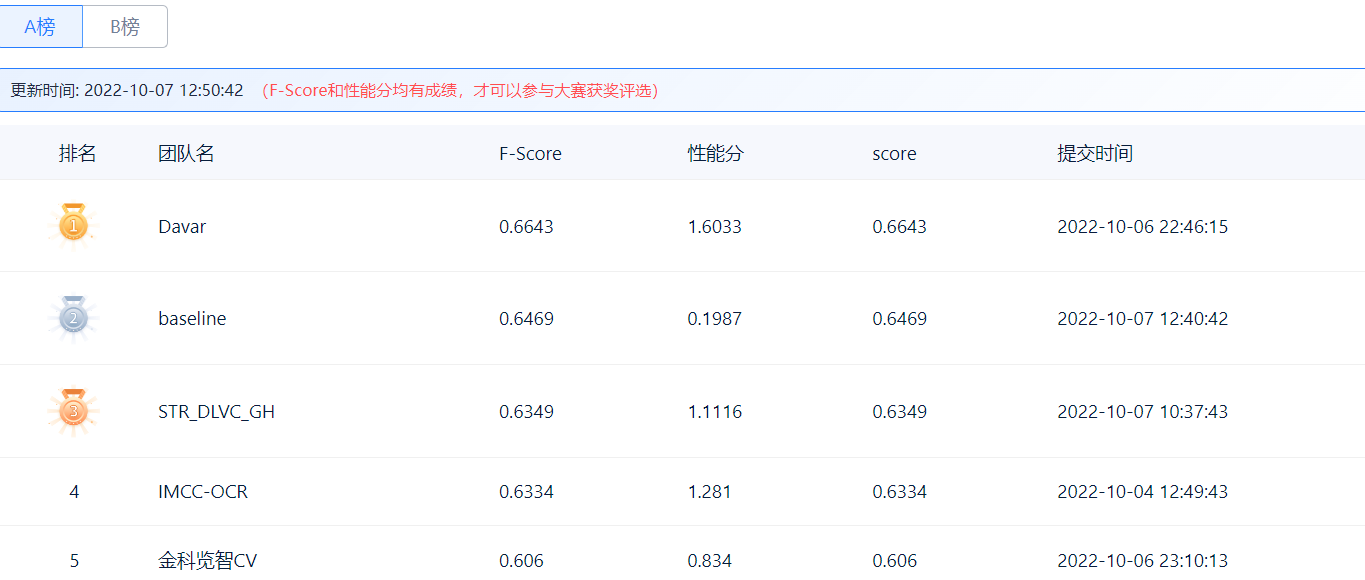 A榜 B榜
更新时间: 2022-10-07 12:50:42 （F-Score和性能分均有成绩，才可以参与大赛获奖评选）
排名 团队名 F-Score 性能分 score 提交时间
1 Davar 0.6643 1.6033 0.6643 2022-10-06 22:46:15
2 baseline 0.6469 0.1987 0.6469 2022-10-07 12:40:42
3 STR_DLVC_GH 0.6349 1.1116 0.6349 2022-10-07 10:37:43
4 IMCC-OCR 0.6334 1.281 0.6334 2022-10-04 12:49:43
5 金科览智CV 0.606 0.834 0.606 2022-10-06 23:10:13